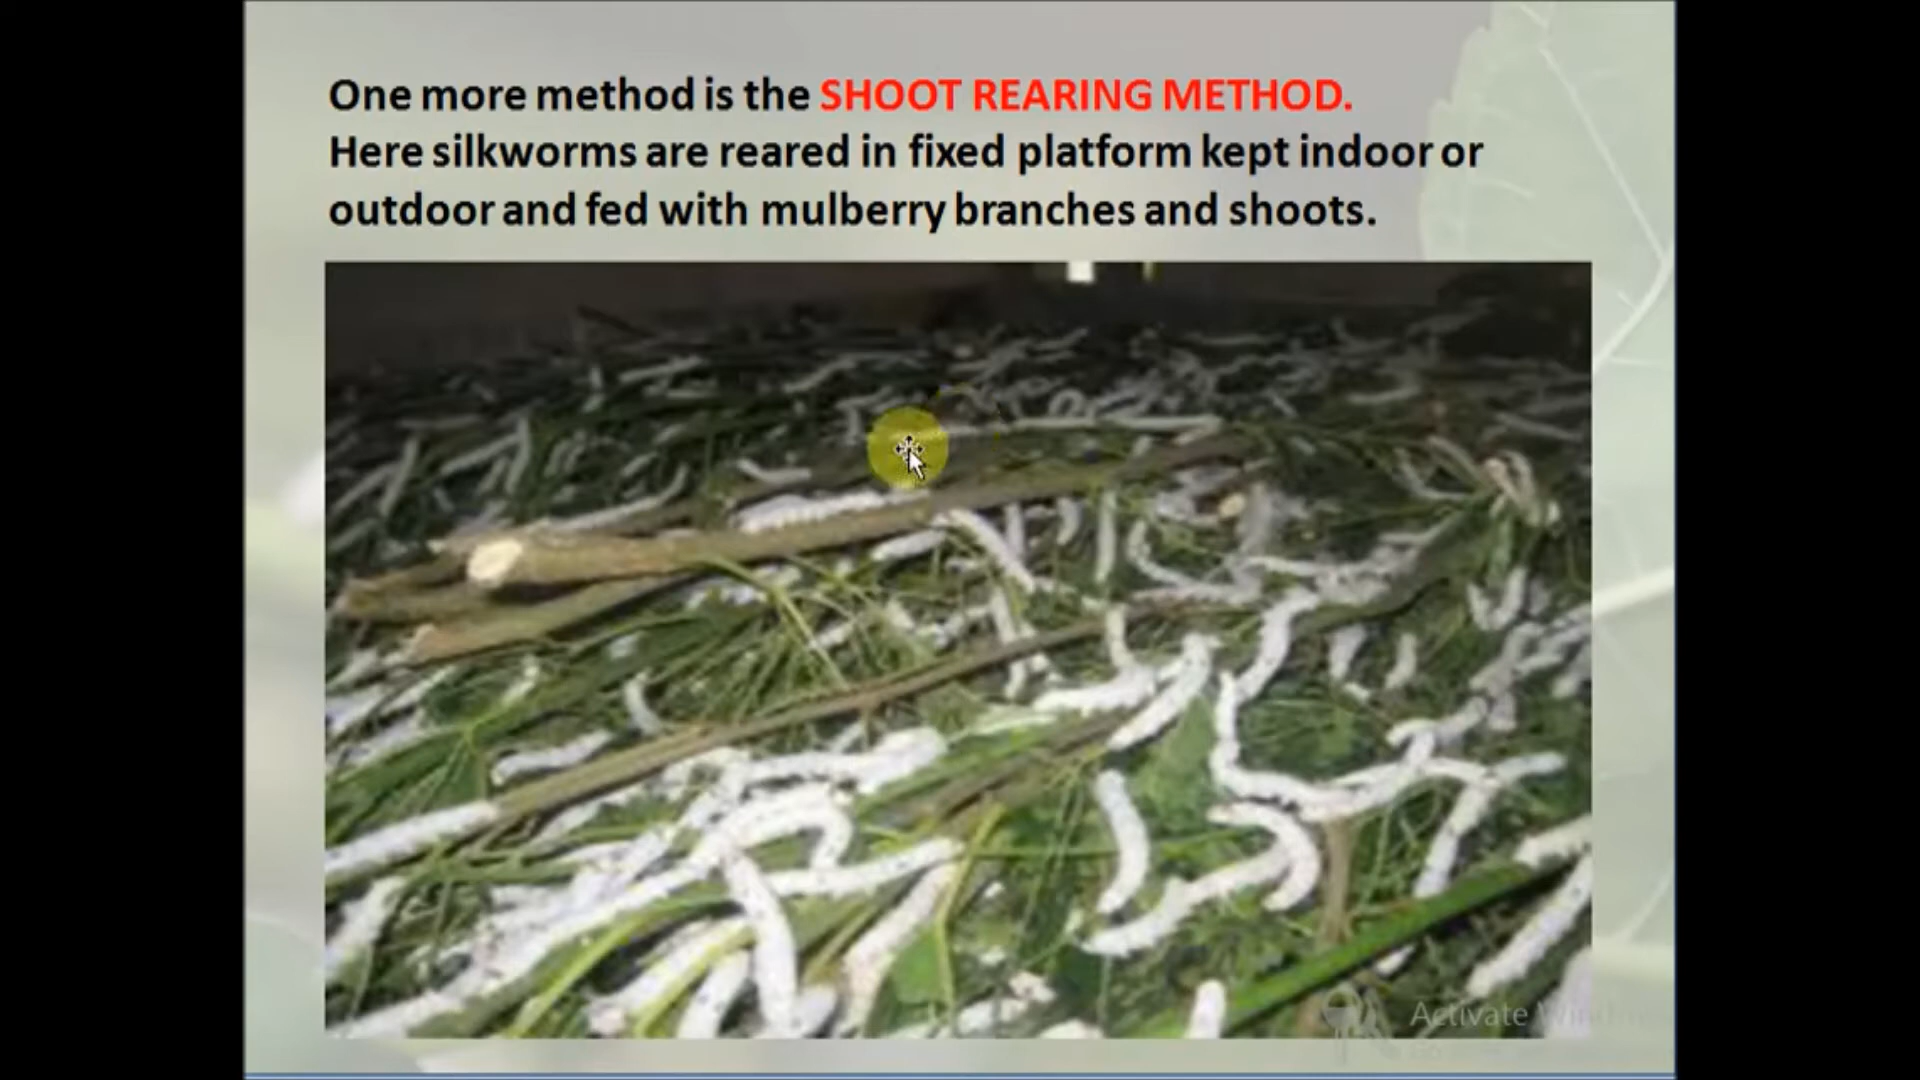 One more method is the SHOOT REARING METHOD.
Here silkworms are reared in fixed platform kept indoor or
outdoor and fed with mulberry branches and shoots.
Activate